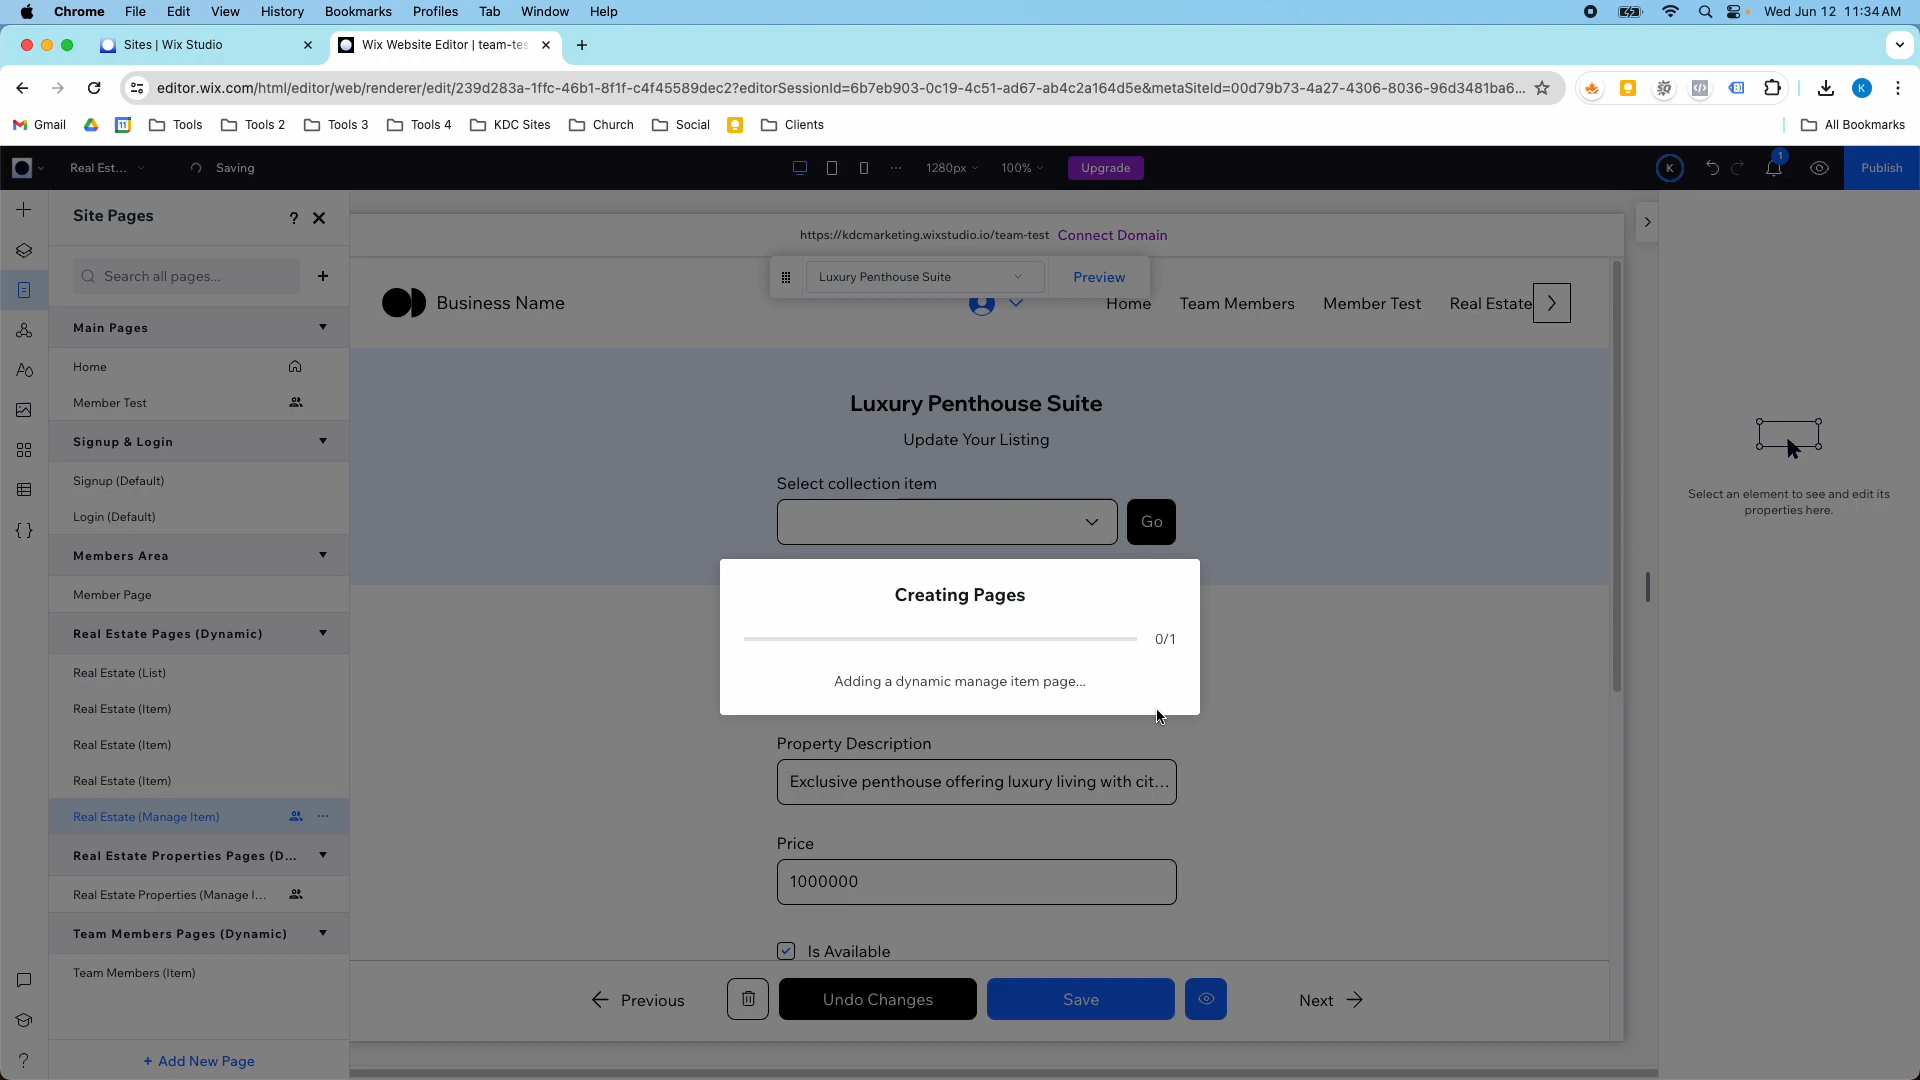 Chrome File Edit View History Bookmarks Profiles Tab Window Help Wed Jun 12 11:34AM
Sites | Wix Studio
Wix Website Editor | team-tes
editor.wix.com/html/editor/web/renderer/edit/239d283a-1ffc-46b1-8f1f-c4f45589dec2?editorSessionId=6b7eb903-0c19-4c51-ad67-ab4c2a164d5e&metaSiteId=00d79b73-4a27-4306-8036-96d3481ba6...
K
Gmail
11
Tools
Tools 2
Tools 3
Tools 4
KDC Sites
Church
Social
Clients
All Bookmarks
Real Est...
Saving
1280px
100%
Upgrade
K
1
Publish
Site Pages
?
Search all pages...
Main Pages
Home
Member Test
Signup & Login
Signup (Default)
Login (Default)
Members Area
Member Page
Real Estate Pages (Dynamic)
Real Estate (List)
Real Estate (Item)
Real Estate (Item)
Real Estate (Item)
Real Estate (Manage Item)
Real Estate Properties Pages (D...
Real Estate Properties (Manage I...
Team Members Pages (Dynamic)
Team Members (Item)
+ Add New Page
https://kdcmarketing.wixstudio.io/team-test Connect Domain
Luxury Penthouse Suite
Preview
Business Name
Home
Team Members
Member Test
Real Estate
Luxury Penthouse Suite
Update Your Listing
Select collection item
Go
Creating Pages
0/1
Adding a dynamic manage item page...
Property Description
Exclusive penthouse offering luxury living with cit...
Price
1000000
Is Available
Previous
Undo Changes
Save
Next
Select an element to see and edit its
properties here.